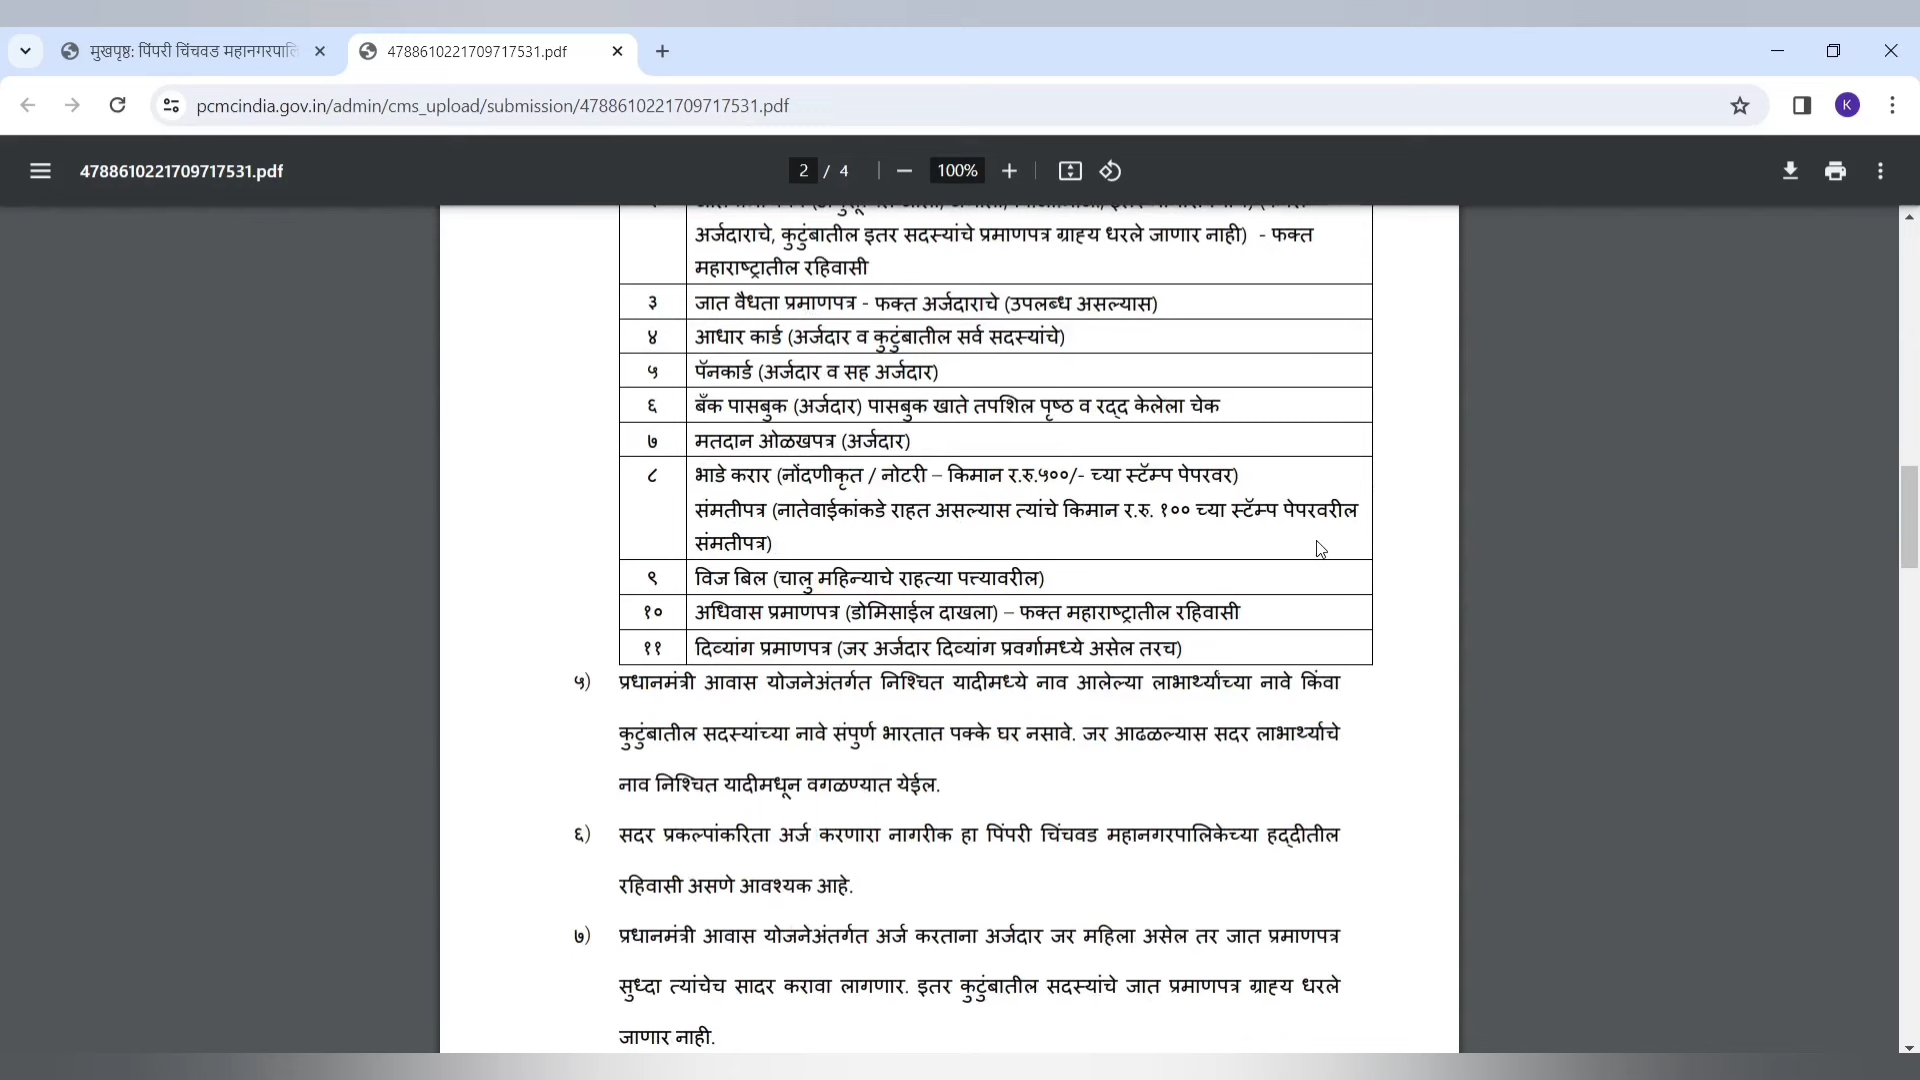 मुखपृष्ठ: पिंपरी चिंचवड महानगरपालि
4788610221709717531.pdf
pcmcindia.gov.in/admin/cms_upload/submission/4788610221709717531.pdf
K
4788610221709717531.pdf
2 / 4
100%
अर्जदाराचे, कुटुंबातील इतर सदस्यांचे प्रमाणपत्र ग्राह्य धरले जाणार नाही) - फक्त
महाराष्ट्रातील रहिवासी
३ जात वैधता प्रमाणपत्र - फक्त अर्जदाराचे (उपलब्ध असल्यास)
४ आधार कार्ड (अर्जदार व कुटुंबातील सर्व सदस्यांचे)
५ पॅनकार्ड (अर्जदार व सह अर्जदार)
६ बँक पासबुक (अर्जदार) पासबुक खाते तपशिल पृष्ठ व रद्द केलेला चेक
७ मतदान ओळखपत्र (अर्जदार)
८ भाडे करार (नोंदणीकृत / नोटरी – किमान र.रु.५००/- च्या स्टॅम्प पेपरवर)
संमतीपत्र (नातेवाईकांकडे राहत असल्यास त्यांचे किमान र.रु. १०० च्या स्टॅम्प पेपरवरील
संमतीपत्र)
९ विज बिल (चालु महिन्याचे राहत्या पत्त्यावरील)
१० अधिवास प्रमाणपत्र (डोमिसाईल दाखला) – फक्त महाराष्ट्रातील रहिवासी
११ दिव्यांग प्रमाणपत्र (जर अर्जदार दिव्यांग प्रवर्गामध्ये असेल तरच)
५) प्रधानमंत्री आवास योजनेअंतर्गत निश्चित यादीमध्ये नाव आलेल्या लाभार्थ्यांच्या नावे किंवा
कुटुंबातील सदस्यांच्या नावे संपुर्ण भारतात पक्के घर नसावे. जर आढळल्यास सदर लाभार्थ्याचे
नाव निश्चित यादीमधून वगळण्यात येईल.
६) सदर प्रकल्पांकरिता अर्ज करणारा नागरीक हा पिंपरी चिंचवड महानगरपालिकेच्या हद्दीतील
रहिवासी असणे आवश्यक आहे.
७) प्रधानमंत्री आवास योजनेअंतर्गत अर्ज करताना अर्जदार जर महिला असेल तर जात प्रमाणपत्र
सुध्दा त्यांचेच सादर करावा लागणार. इतर कुटुंबातील सदस्यांचे जात प्रमाणपत्र ग्राह्य धरले
जाणार नाही.